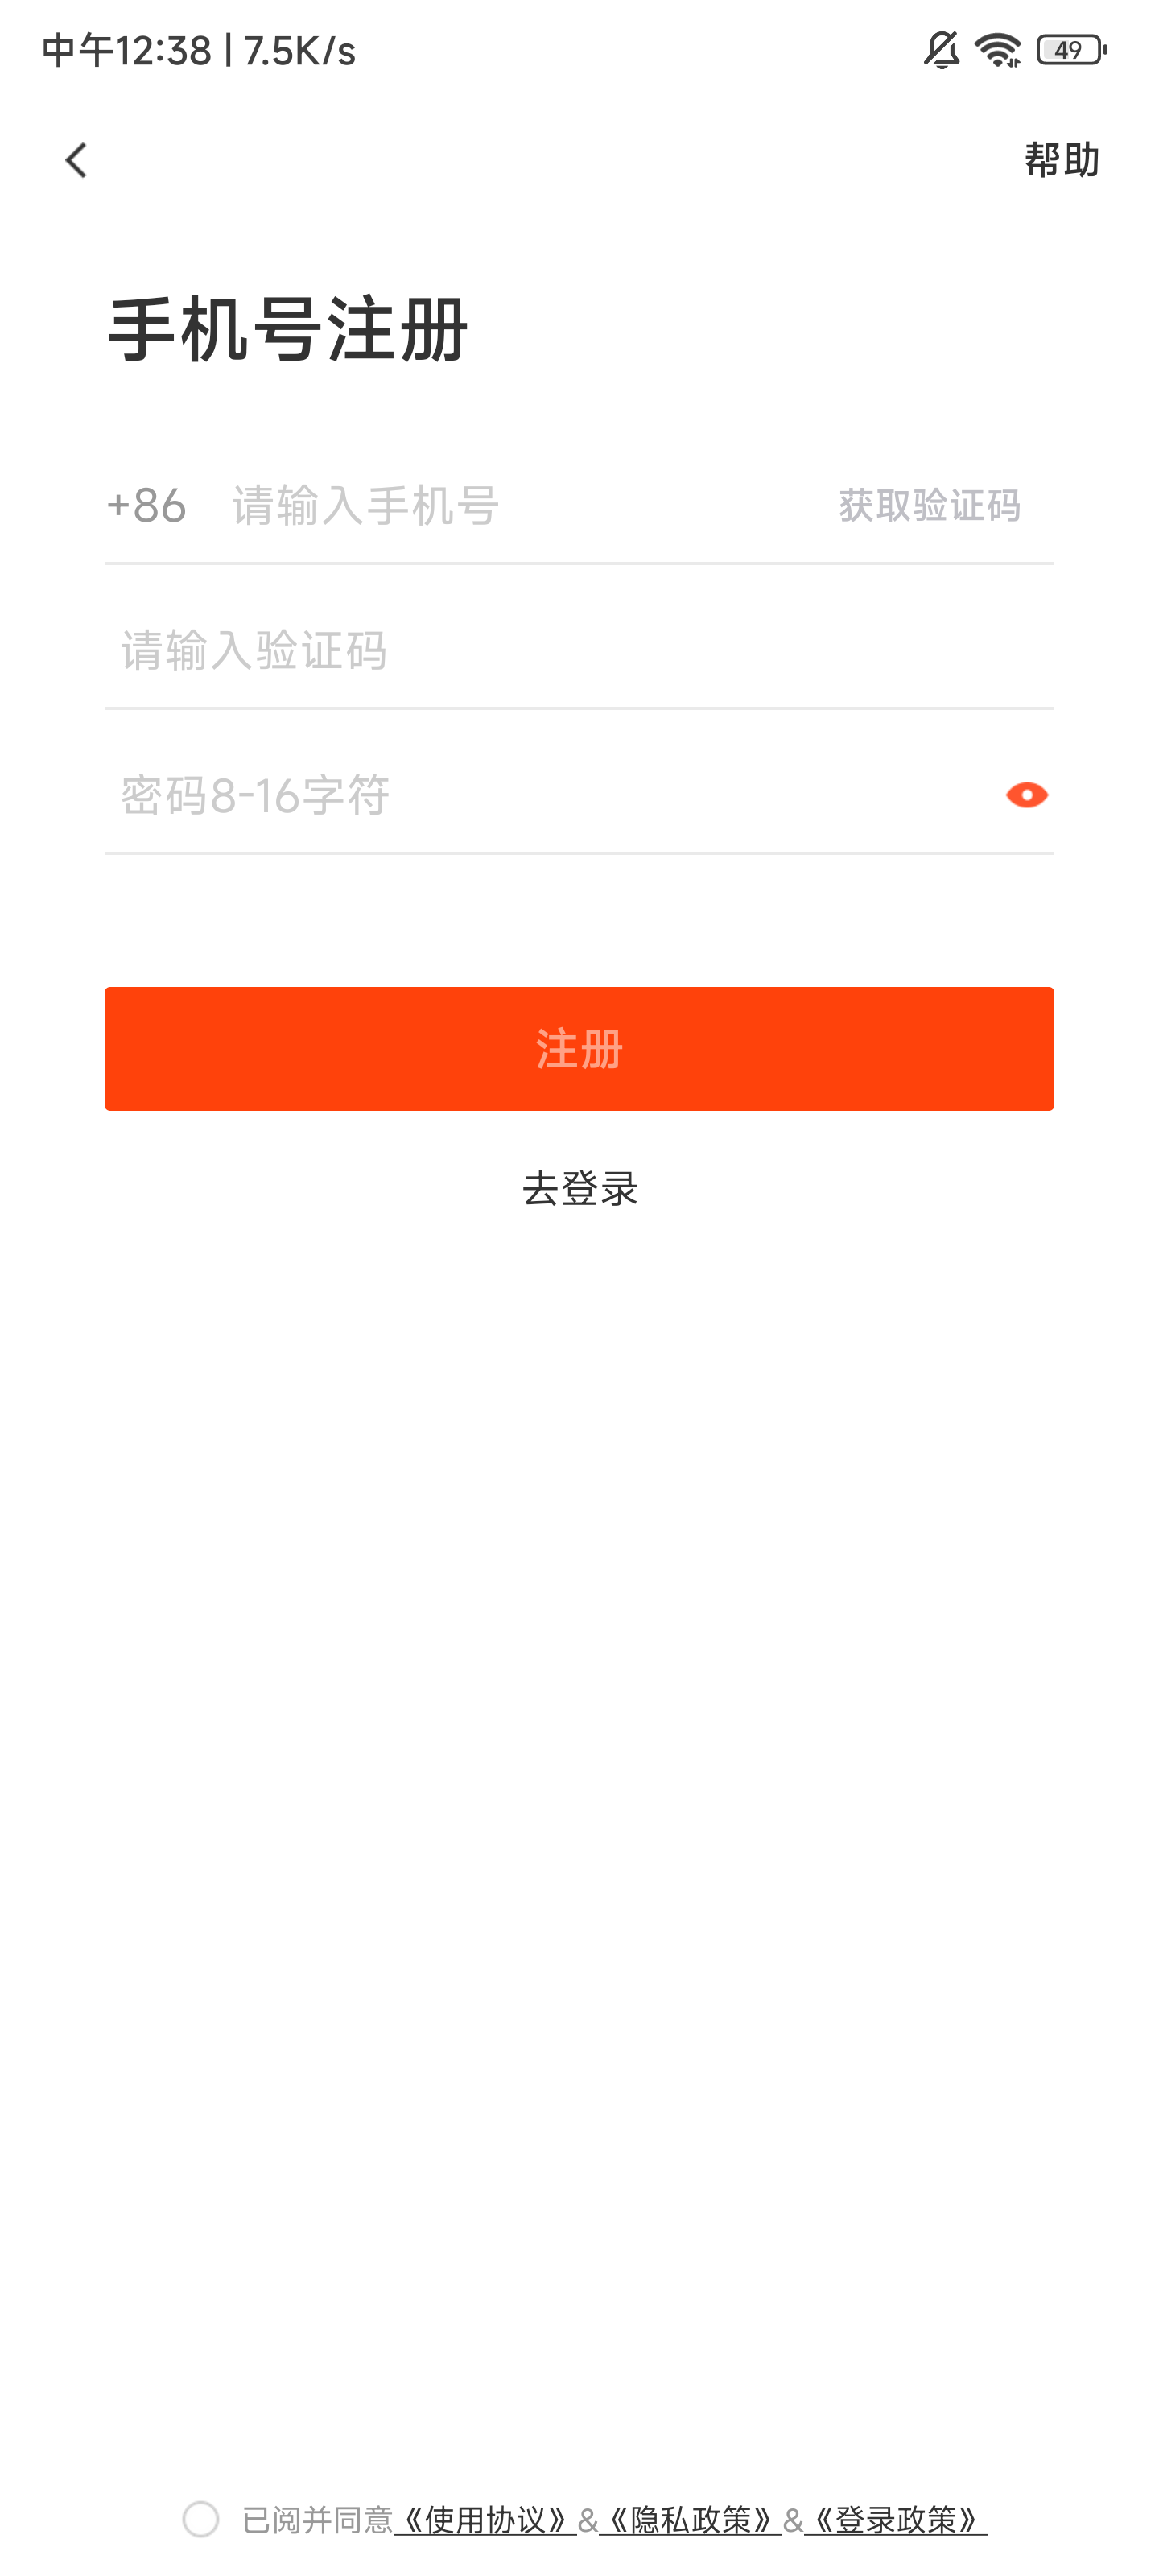 中午12:38 | 7.5K/s
49
帮助
手机号注册
+86 请输入手机号 获取验证码
请输入验证码
密码8-16字符
注册
去登录
已阅并同意《使用协议》&《隐私政策》&《登录政策》